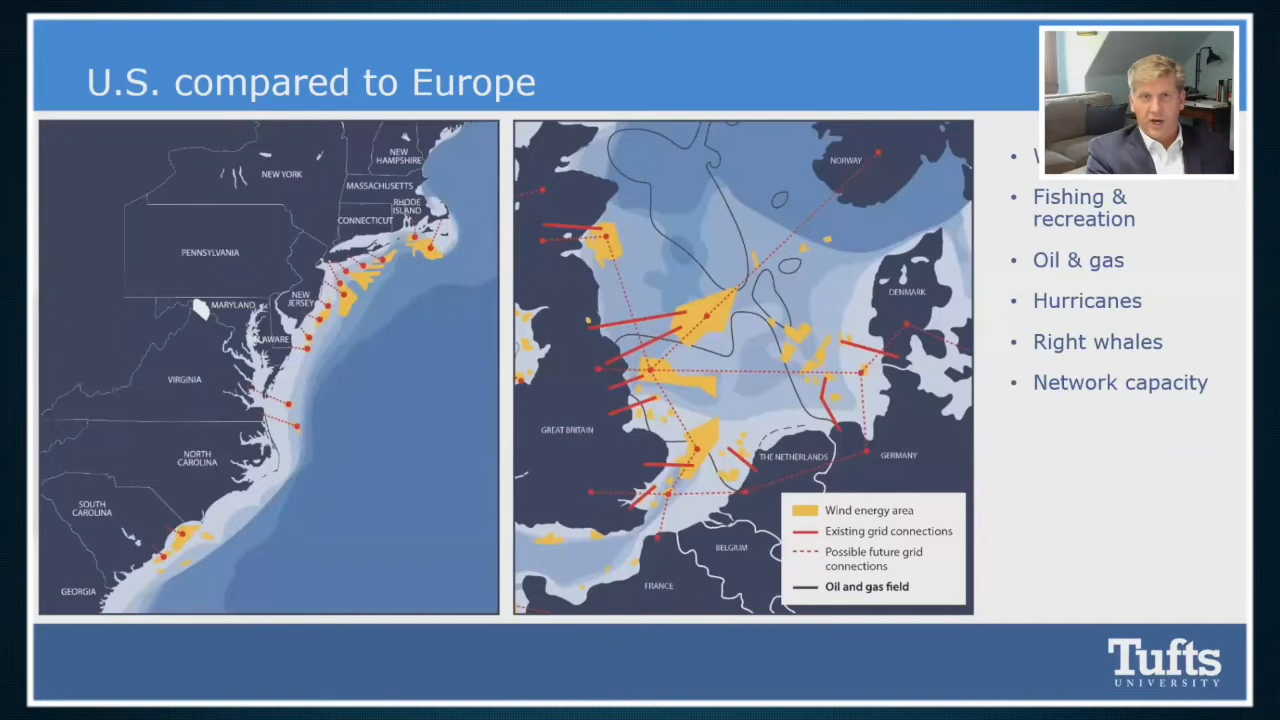 U.S. compared to Europe
NEW
HAMPSHIRE
NEW YORK
MASSACHUSETTS
RHODE
ISLAND
CONNECTICUT
PENNSYLVANIA
NEW
JERSEY
MARYLAND
DELAWARE
VIRGINIA
NORTH
CAROLINA
SOUTH
CAROLINA
GEORGIA
NORWAY
DENMARK
GREAT BRITAIN
THE NETHERLANDS
GERMANY
BELGIUM
FRANCE
Wind energy area
Existing grid connections
Possible future grid
connections
Oil and gas field
• Fishing &
recreation
• Oil & gas
• Hurricanes
• Right whales
• Network capacity
Tufts
UNIVERSITY